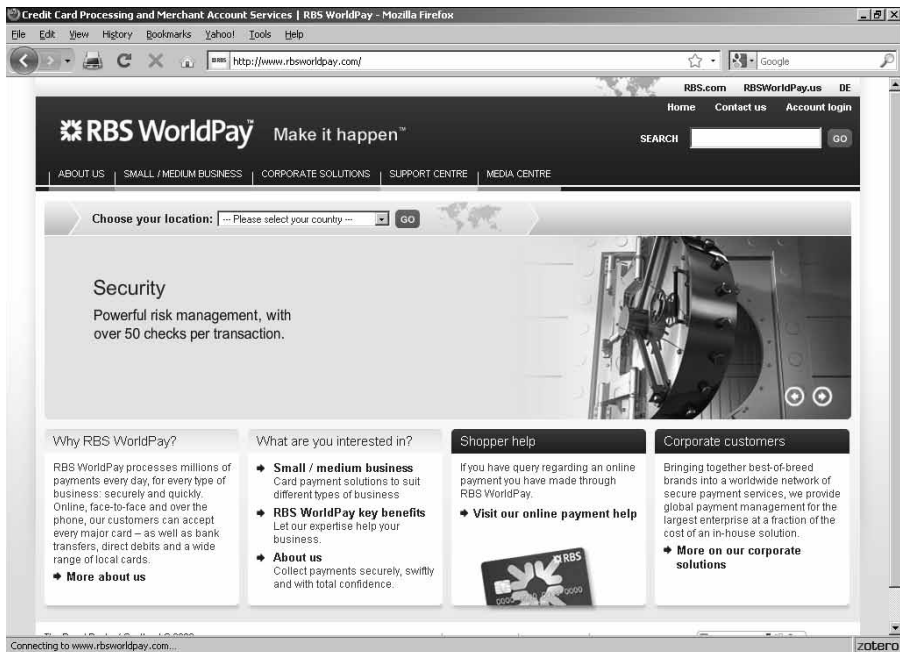 Credit Card Processing and Merchant Account Services | RBS WorldPay - Mozilla Firefox
File Edit View History Bookmarks Yahoo! Tools Help
http://www.rbsworldpay.com/
Google
RBS.com RBSWorldPay.us DE
Home Contact us Account login
RBS WorldPay™ Make it happen™
SEARCH GO
ABOUT US | SMALL / MEDIUM BUSINESS | CORPORATE SOLUTIONS | SUPPORT CENTRE | MEDIA CENTRE
Choose your location: --- Please select your country --- GO
Security
Powerful risk management, with
over 50 checks per transaction.
Why RBS WorldPay?
RBS WorldPay processes millions of
payments every day, for every type of
business: securely and quickly.
Online, face-to-face and over the
phone, our customers can accept
every major card – as well as bank
transfers, direct debits and a wide
range of local cards.
More about us
What are you interested in?
Small / medium business
Card payment solutions to suit
different types of business
RBS WorldPay key benefits
Let our expertise help your
business.
About us
Collect payments securely, swiftly
and with total confidence.
Shopper help
If you have query regarding an online
payment you have made through
RBS WorldPay.
Visit our online payment help
RBS
Corporate customers
Bringing together best-of-breed
brands into a worldwide network of
secure payment services, we provide
global payment management for the
largest enterprise at a fraction of the
cost of an in-house solution.
More on our corporate
solutions
Connecting to www.rbsworldpay.com...
zotero